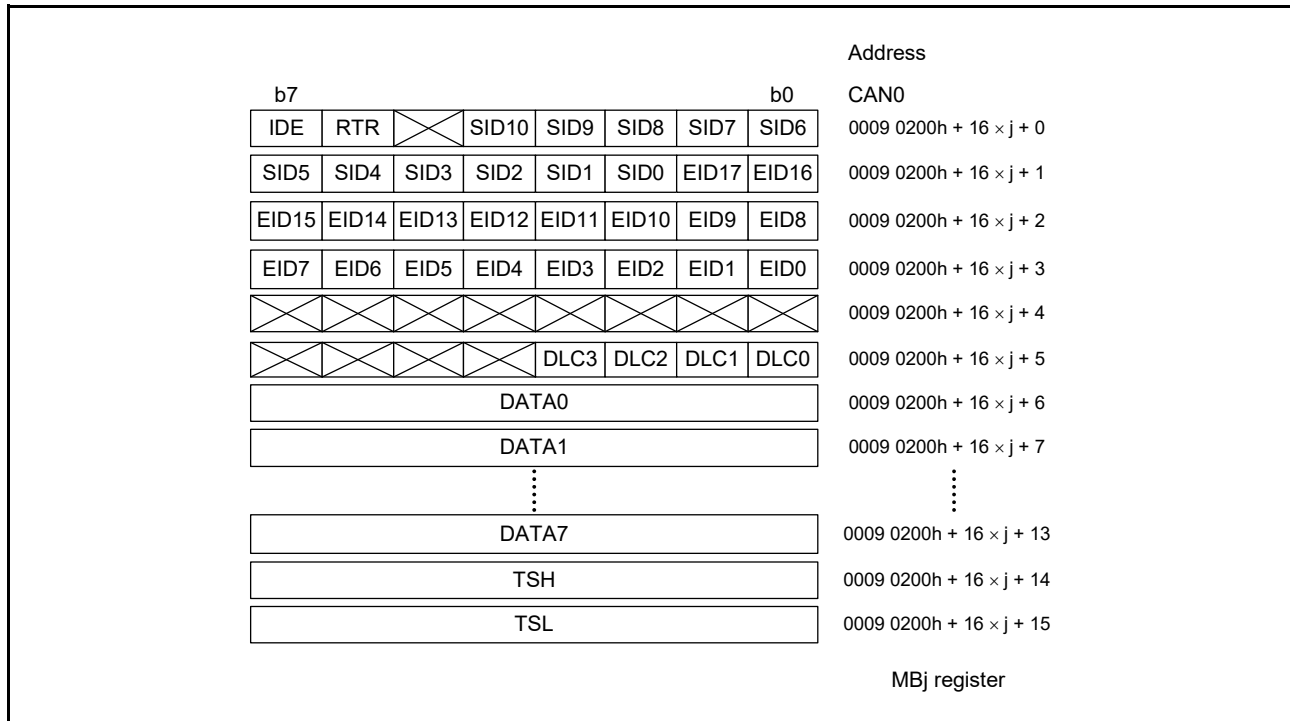 Address
b7 b0 CAN0
IDE RTR SID10 SID9 SID8 SID7 SID6 0009 0200h + 16 × j + 0
SID5 SID4 SID3 SID2 SID1 SID0 EID17 EID16 0009 0200h + 16 × j + 1
EID15 EID14 EID13 EID12 EID11 EID10 EID9 EID8 0009 0200h + 16 × j + 2
EID7 EID6 EID5 EID4 EID3 EID2 EID1 EID0 0009 0200h + 16 × j + 3
0009 0200h + 16 × j + 4
DLC3 DLC2 DLC1 DLC0 0009 0200h + 16 × j + 5
DATA0 0009 0200h + 16 × j + 6
DATA1 0009 0200h + 16 × j + 7
DATA7 0009 0200h + 16 × j + 13
TSH 0009 0200h + 16 × j + 14
TSL 0009 0200h + 16 × j + 15
MBj register